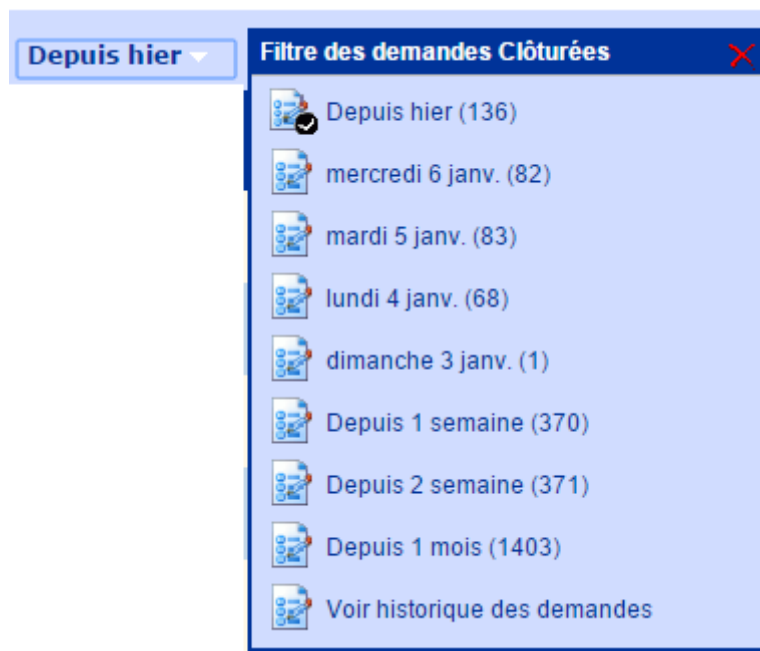 Depuis hier
Filtre des demandes Clôturées
Depuis hier (136)
mercredi 6 janv. (82)
mardi 5 janv. (83)
lundi 4 janv. (68)
dimanche 3 janv. (1)
Depuis 1 semaine (370)
Depuis 2 semaine (371)
Depuis 1 mois (1403)
Voir historique des demandes